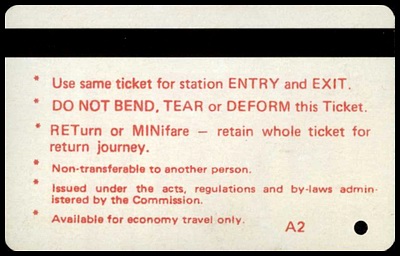 * Use same ticket for station ENTRY and EXIT.
* DO NOT BEND, TEAR or DEFORM this Ticket.
* RETurn or MINifare — retain whole ticket for
return journey.
* Non-transferable to another person.
* Issued under the acts, regulations and by-laws admin-
istered by the Commission.
* Available for economy travel only.
A2